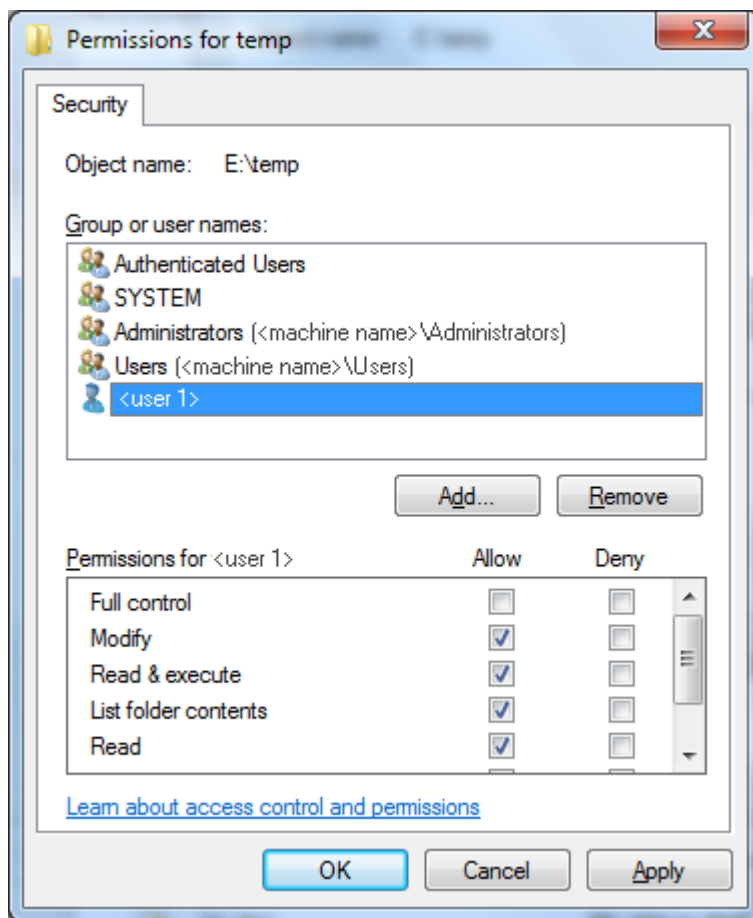 Permissions for temp
Security
Object name: E:\temp
Group or user names:
Authenticated Users
SYSTEM
Administrators (<machine name>\Administrators)
Users (<machine name>\Users)
<user 1>
Add... Remove
Permissions for <user 1> Allow Deny
Full control
Modify
Read & execute
List folder contents
Read
Learn about access control and permissions
OK Cancel Apply